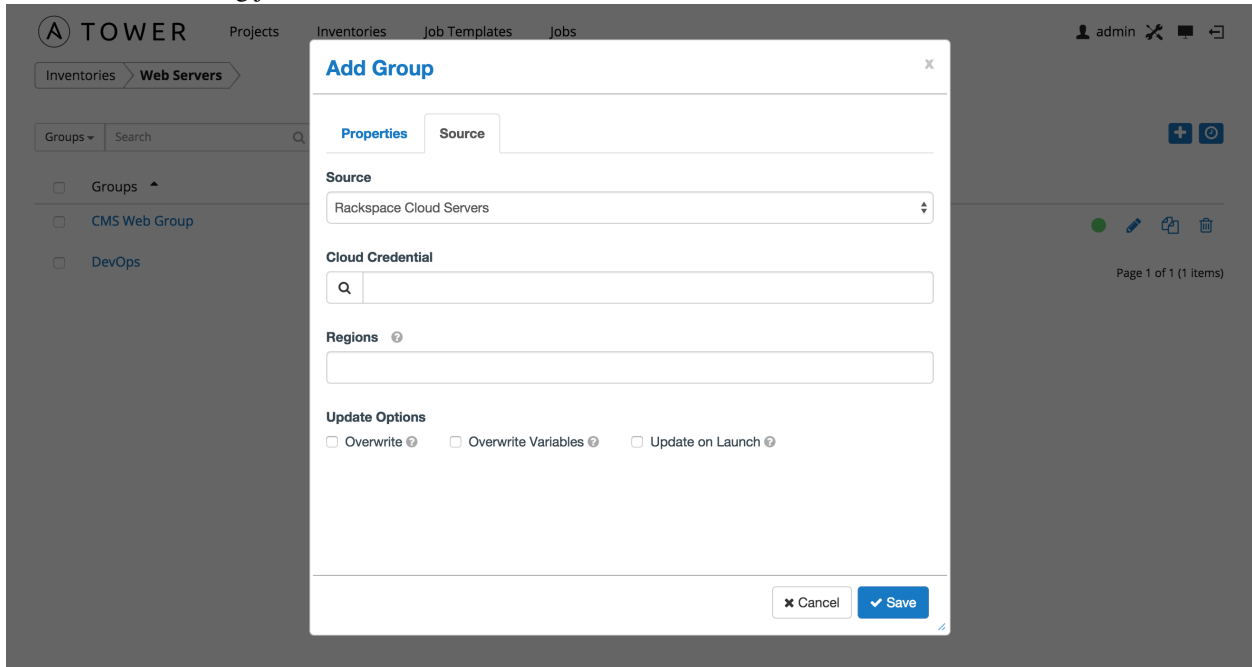 TOWER Projects Inventories Job Templates Jobs admin
Inventories Web Servers
Add Group x
Groups Search
Properties Source
Groups
Source
Rackspace Cloud Servers
CMS Web Group
Cloud Credential
DevOps
Page 1 of 1 (1 items)
Regions
Update Options
Overwrite Overwrite Variables Update on Launch
Cancel Save